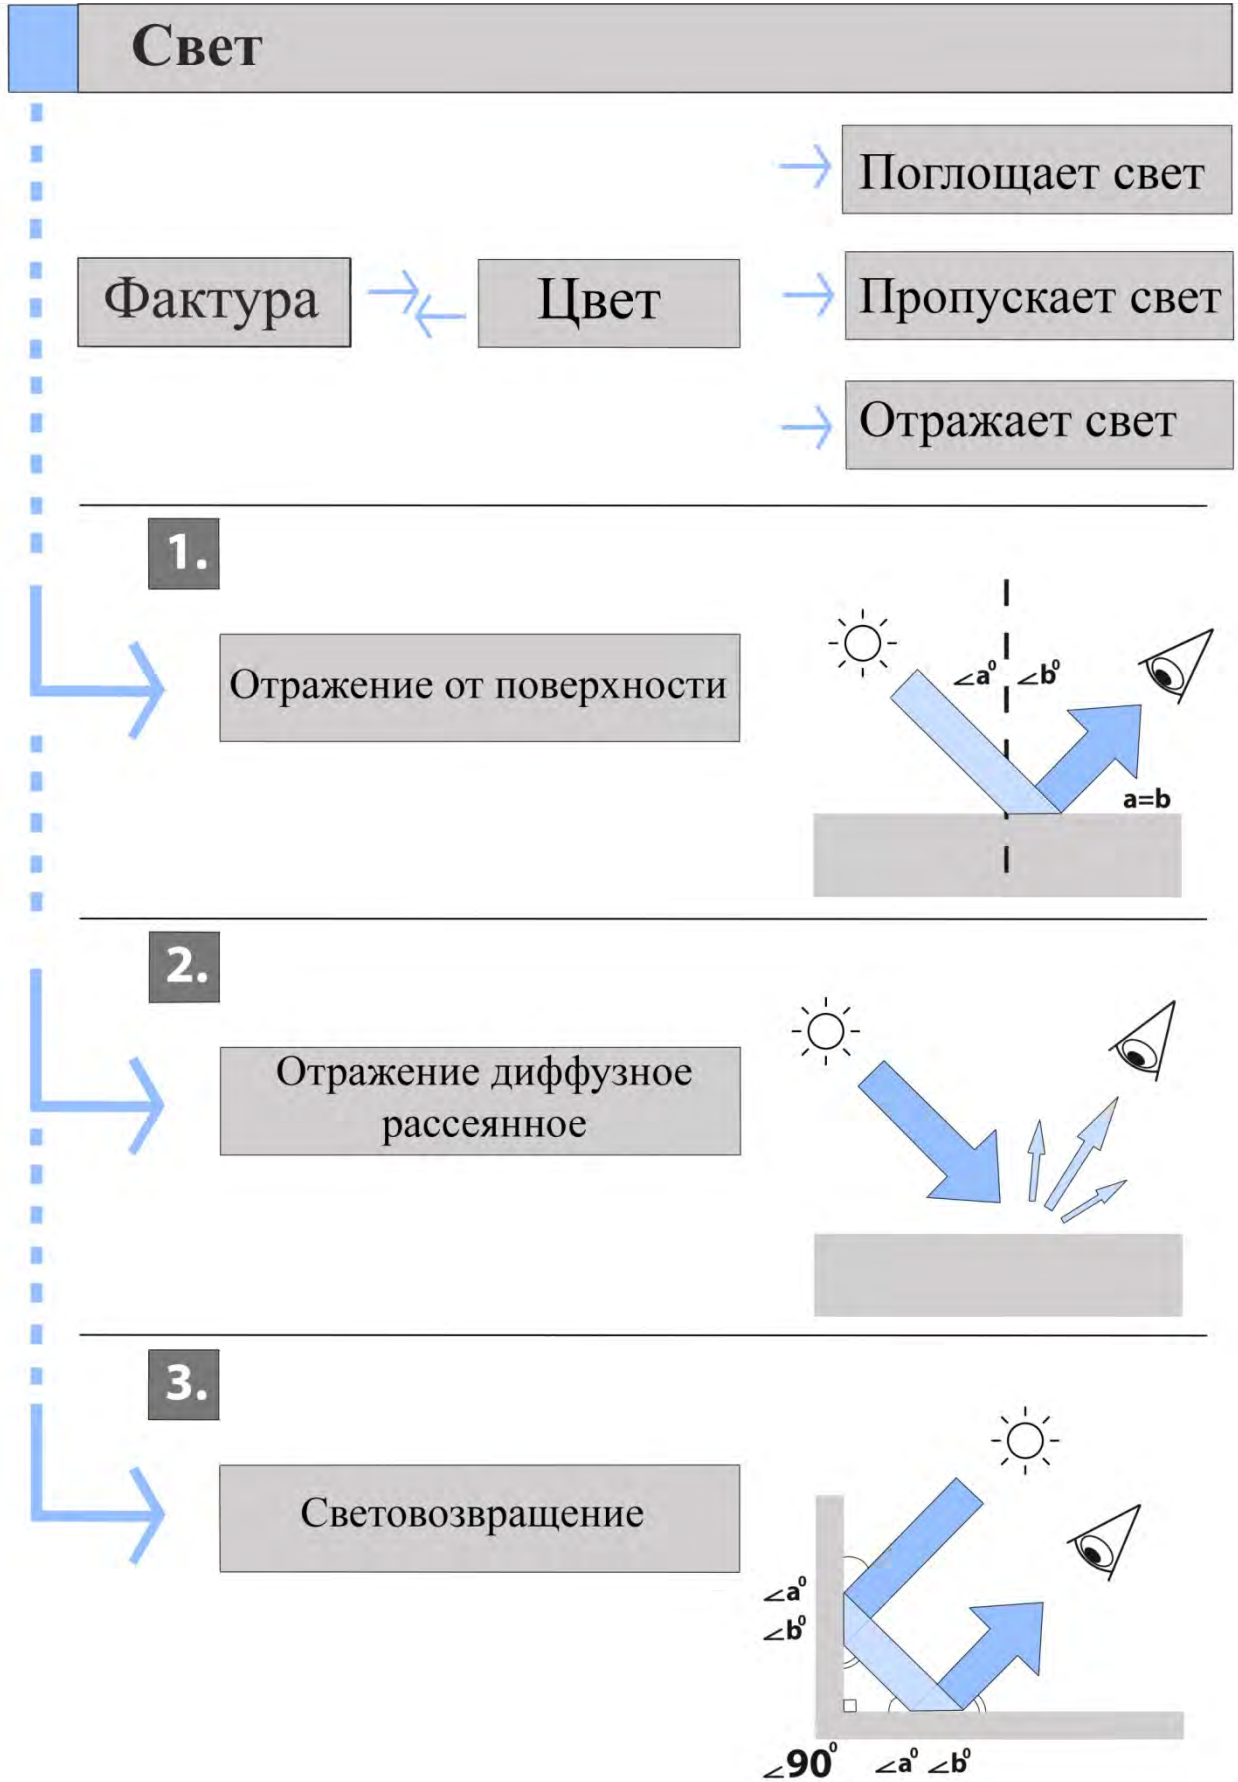 Свет
Поглощает свет
Фактура
Цвет
Пропускает свет
Отражает свет
1.
Отражение от поверхности
∠a⁰ ∠b⁰
a=b
2.
Отражение диффузное
рассеянное
3.
Световозвращение
∠a⁰
∠b⁰
∠90⁰ ∠a⁰ ∠b⁰